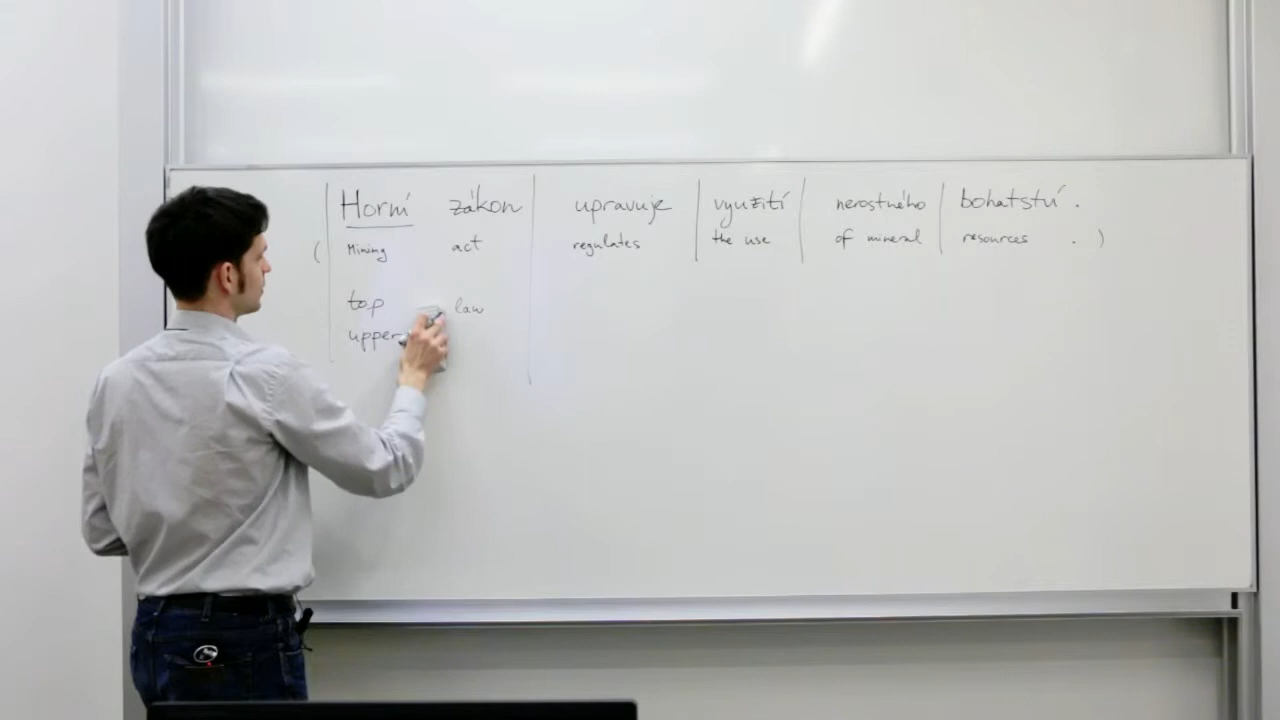 Horní zákon upravuje využití nerostného bohatství.
(Mining act regulates the use of mineral resources.)
top law
upper